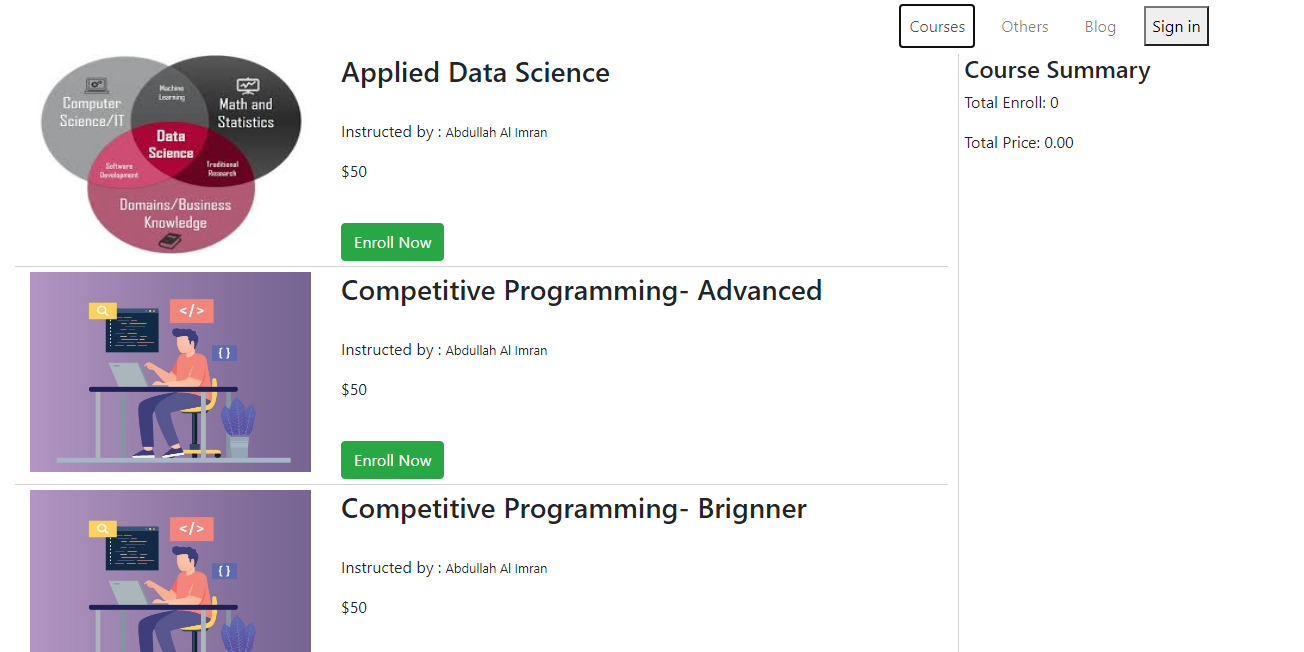 Courses
Others
Blog
Sign in
Computer
Science/IT
Machine
Learning
Math and
Statistics
Data
Science
Software
Development
Traditional
Research
Domains/Business
Knowledge
Applied Data Science
Instructed by : Abdullah Al Imran
$50
Enroll Now
</>
{ }
Competitive Programming- Advanced
Instructed by : Abdullah Al Imran
$50
Enroll Now
</>
{ }
Competitive Programming- Brignner
Instructed by : Abdullah Al Imran
$50
Course Summary
Total Enroll: 0
Total Price: 0.00